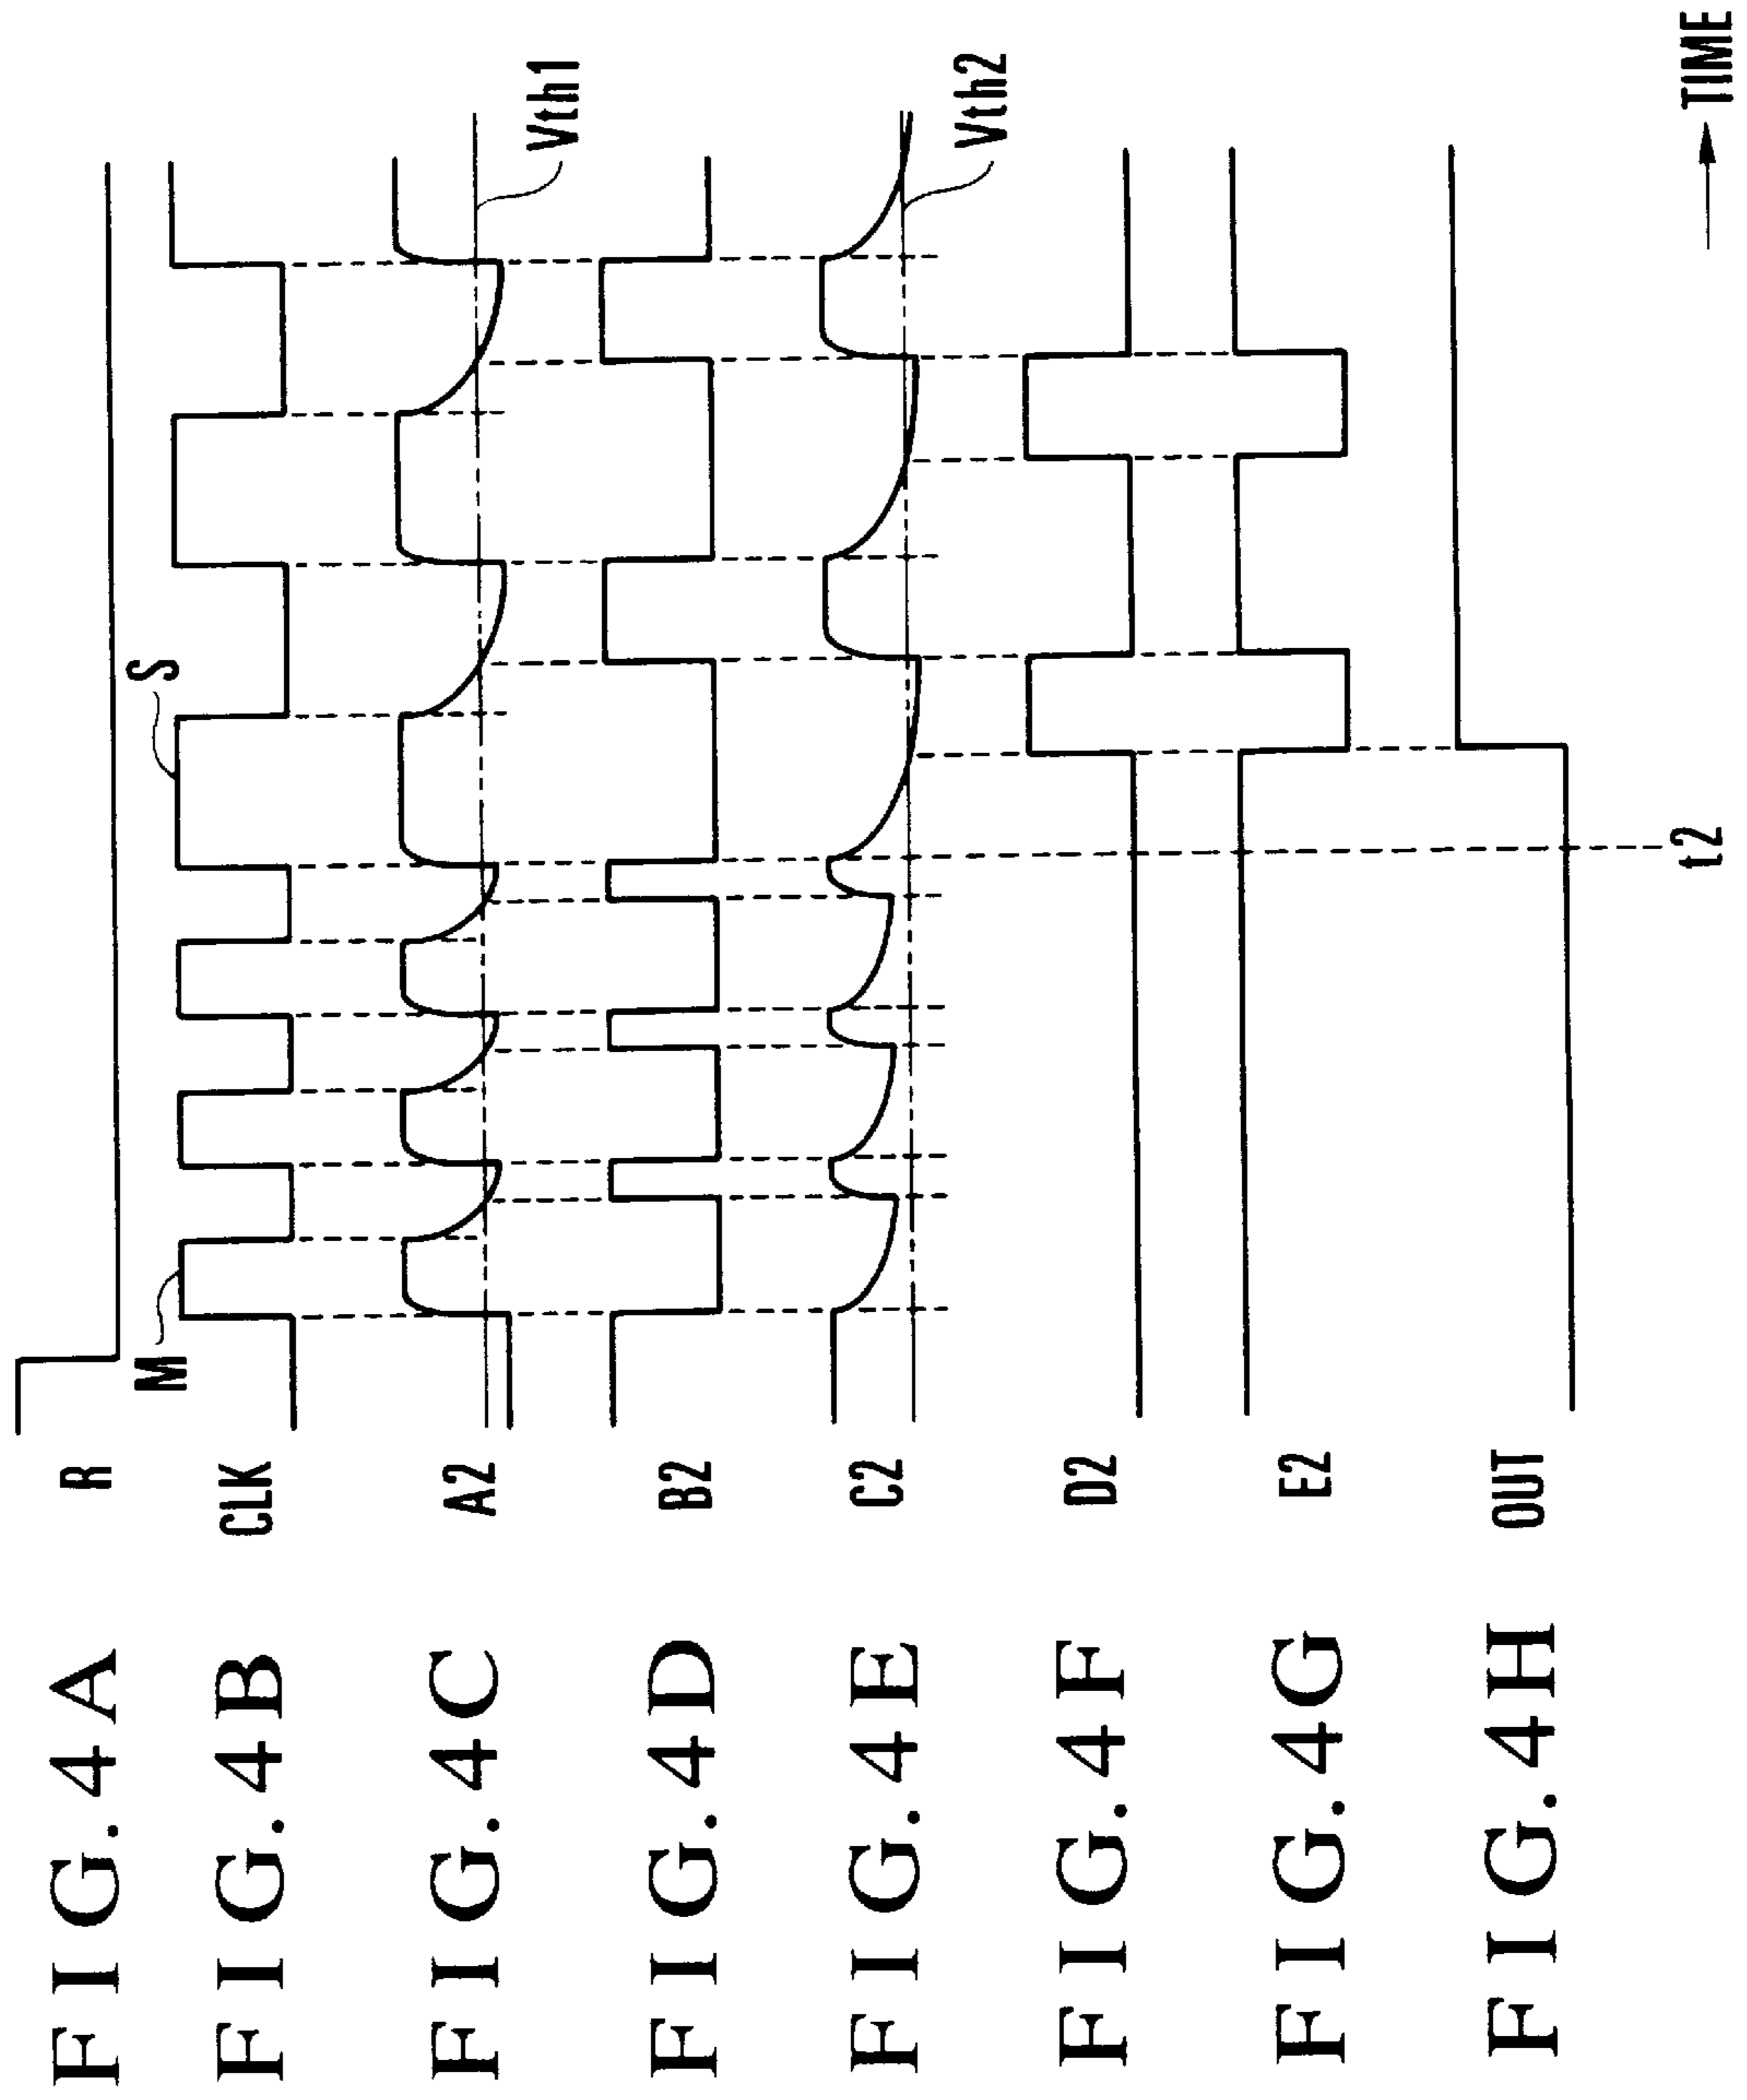 FIG. 4A R
FIG. 4B CLK
M
S
FIG. 4C A2
Vth1
FIG. 4D B2
FIG. 4E C2
Vth2
FIG. 4F D2
FIG. 4G E2
FIG. 4H OUT
t2
TIME